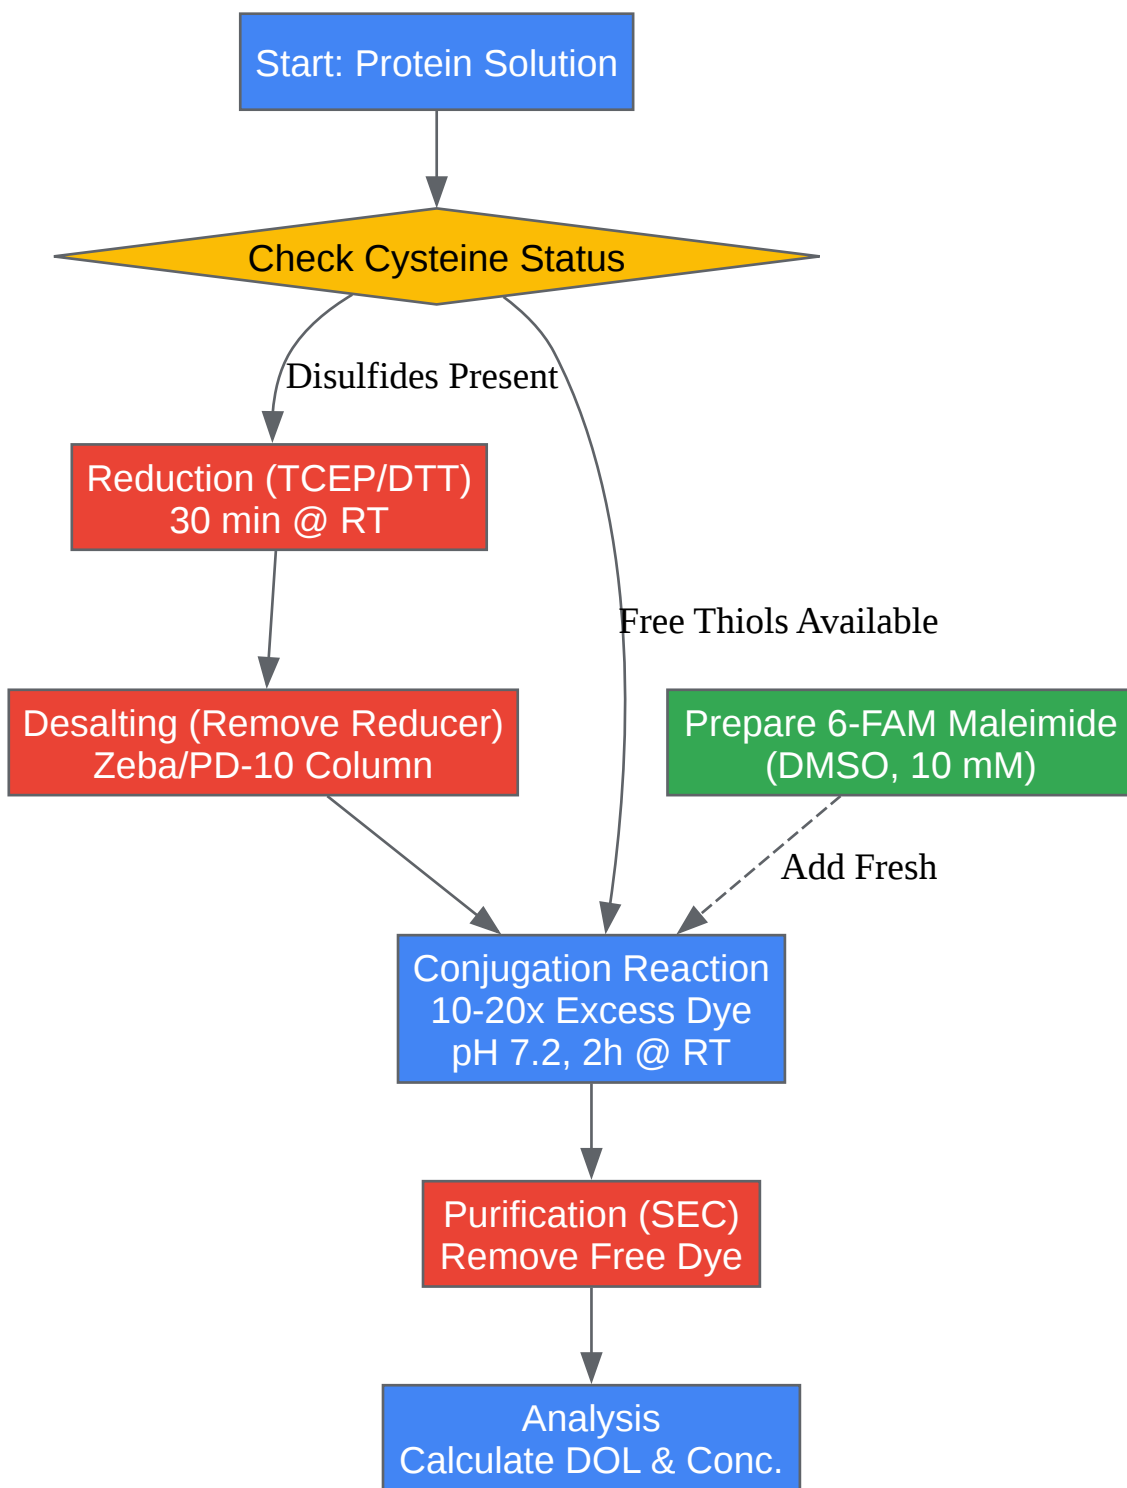 Start: Protein Solution
Check Cysteine Status
Disulfides Present
Reduction (TCEP/DTT)
30 min @ RT
Free Thiols Available
Desalting (Remove Reducer)
Zeba/PD-10 Column
Prepare 6-FAM Maleimide
(DMSO, 10 mM)
Add Fresh
Conjugation Reaction
10-20x Excess Dye
pH 7.2, 2h @ RT
Purification (SEC)
Remove Free Dye
Analysis
Calculate DOL & Conc.